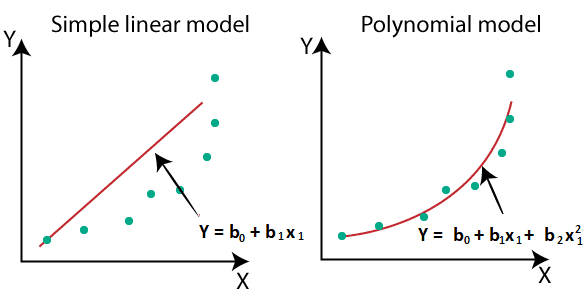 Simple linear model
Y
Y = b₀ + b₁x₁
X
Polynomial model
Y
Y = b₀ + b₁x₁ + b₂x₁²
X